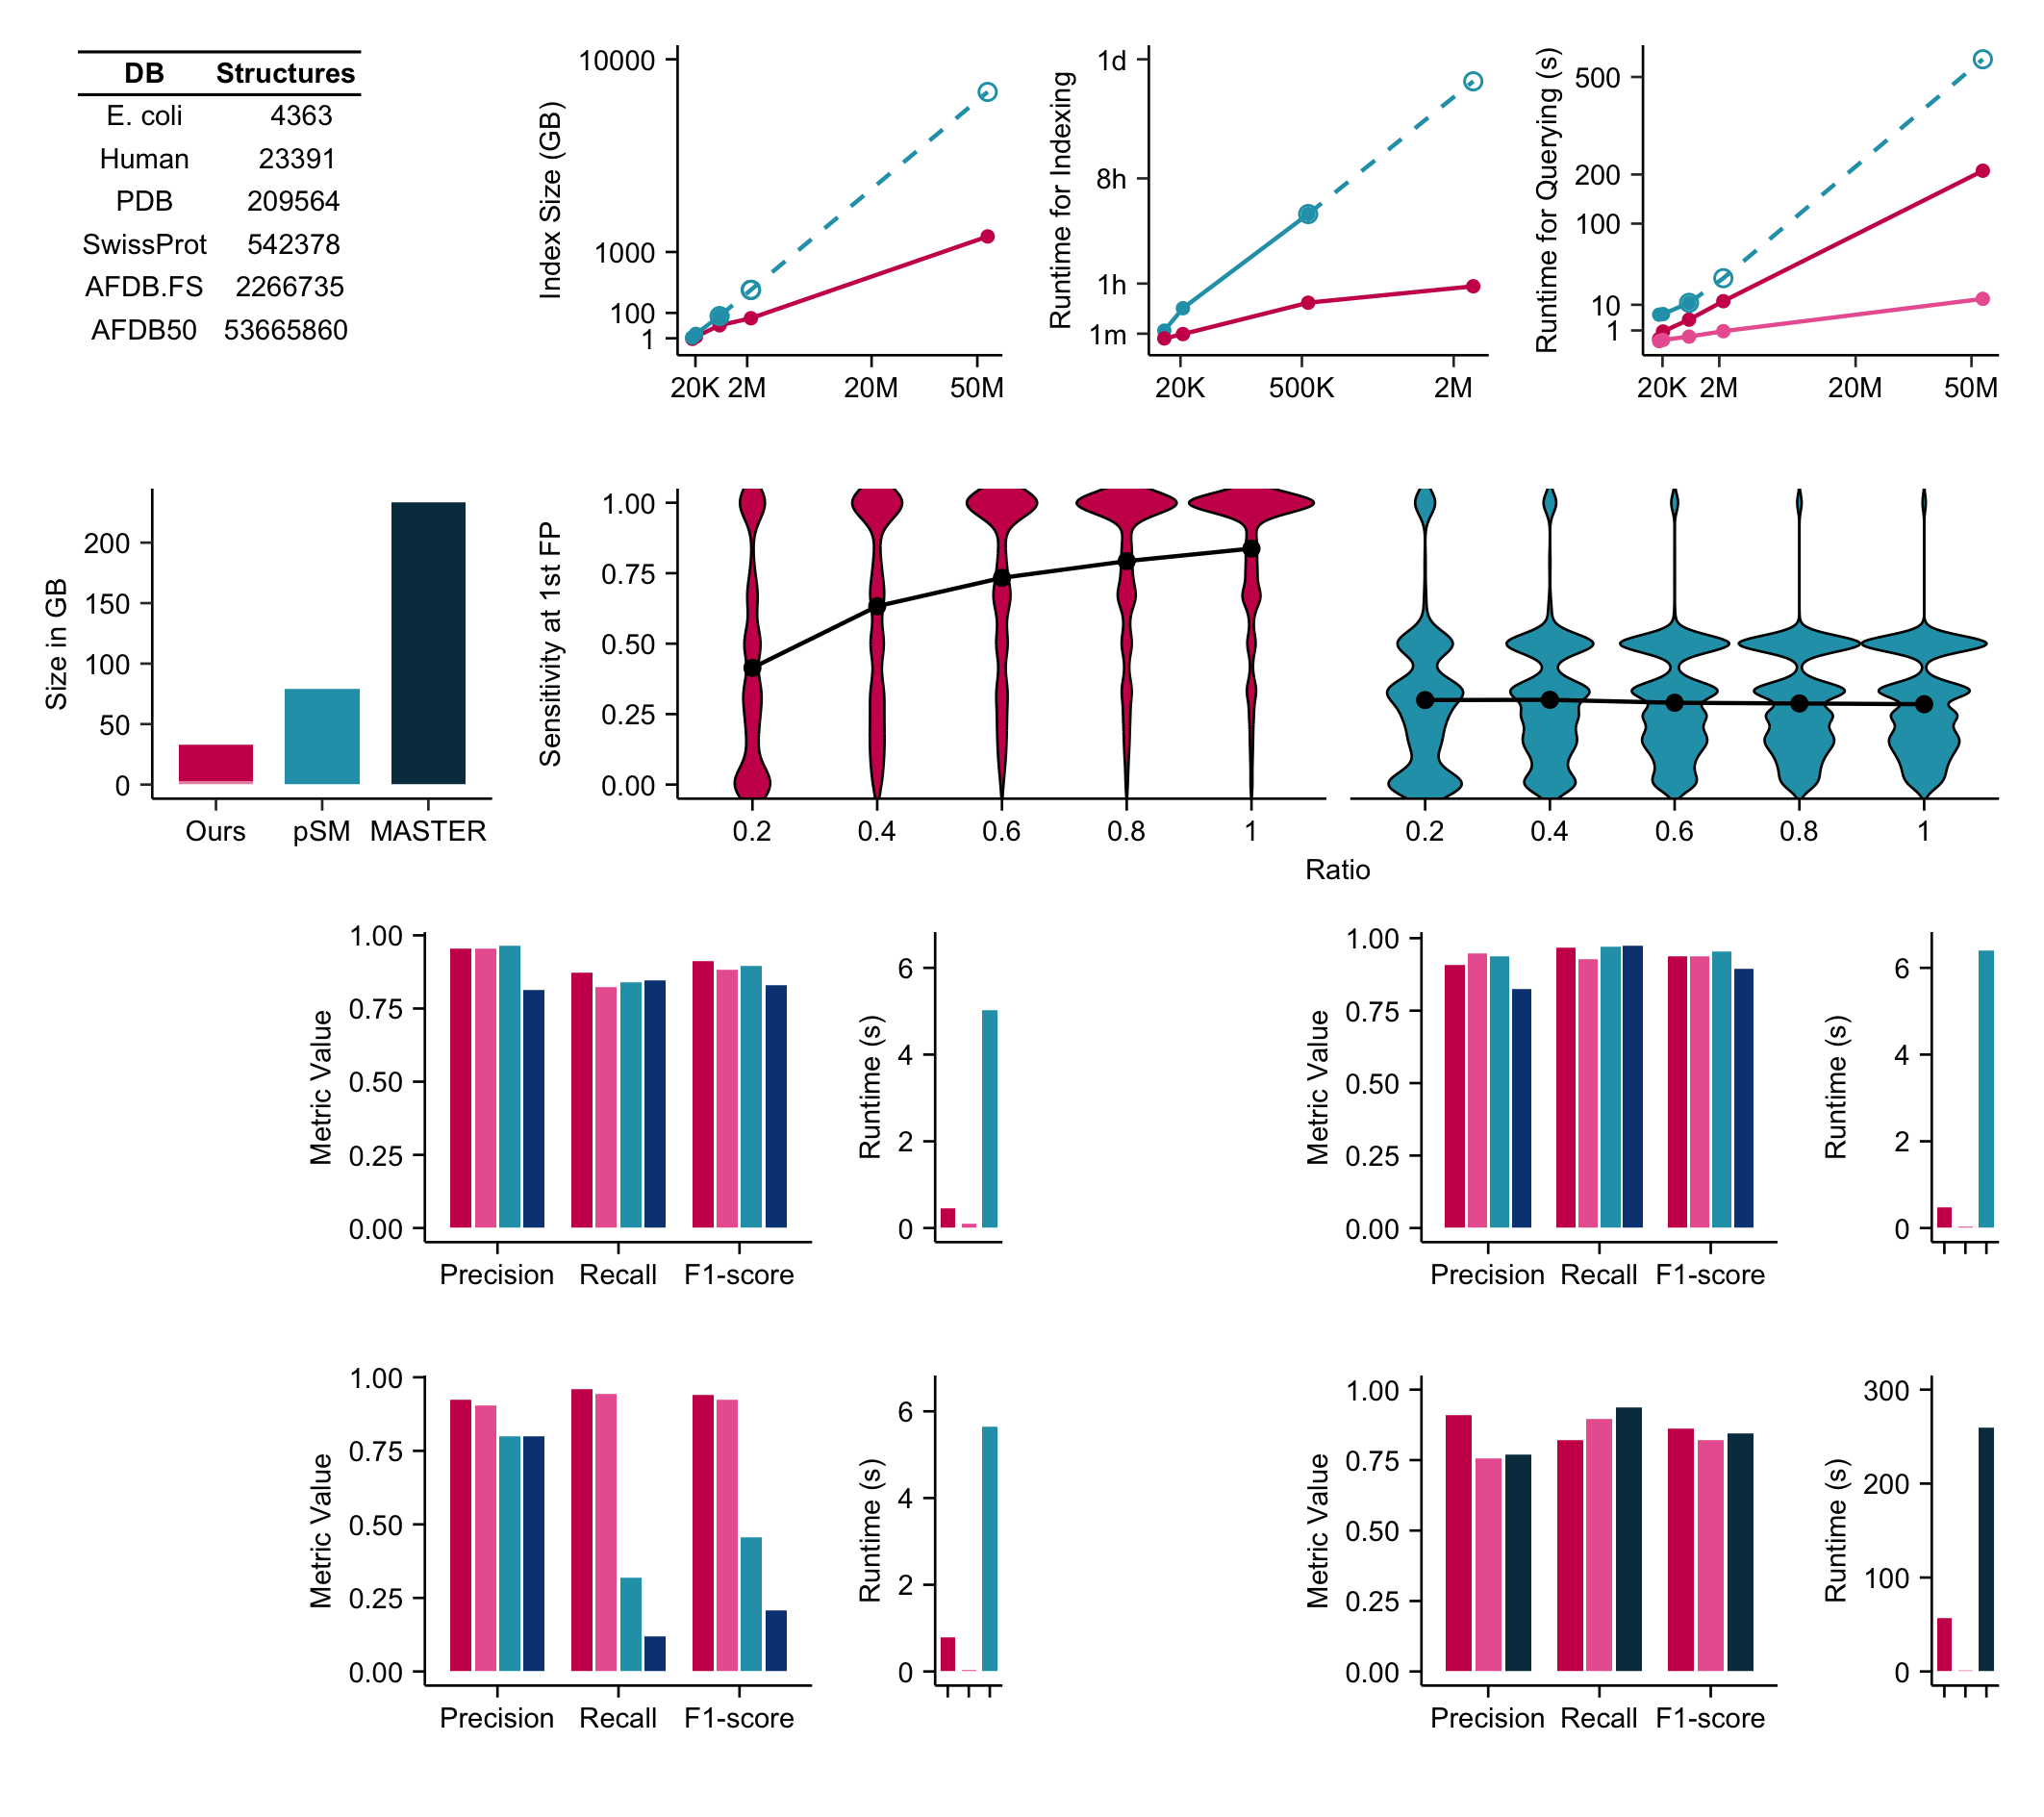 DB Structures
E. coli 4363
Human 23391
PDB 209564
SwissProt 542378
AFDB.FS 2266735
AFDB50 53665860
Index Size (GB)
10000
1000
100
1
20K 2M 20M 50M
Runtime for Indexing
1d
8h
1h
1m
20K 500K 2M
Runtime for Querying (s)
500
200
100
10
1
20K 2M 20M 50M
Size in GB
200
150
100
50
0
Ours pSM MASTER
Sensitivity at 1st FP
1.00
0.75
0.50
0.25
0.00
0.2 0.4 0.6 0.8 1
0.2 0.4 0.6 0.8 1
Ratio
Metric Value
1.00
0.75
0.50
0.25
0.00
Precision Recall F1-score
Runtime (s)
6
4
2
0
Metric Value
1.00
0.75
0.50
0.25
0.00
Precision Recall F1-score
Runtime (s)
6
4
2
0
Metric Value
1.00
0.75
0.50
0.25
0.00
Precision Recall F1-score
Runtime (s)
6
4
2
0
Metric Value
1.00
0.75
0.50
0.25
0.00
Precision Recall F1-score
Runtime (s)
300
200
100
0